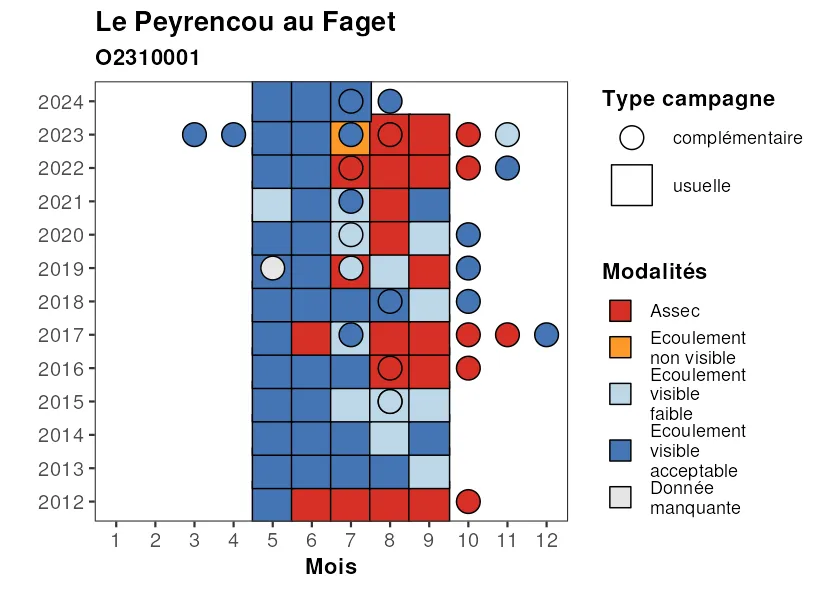 Le Peyrencou au Faget
O2310001
2024
2023
2022
2021
2020
2019
2018
2017
2016
2015
2014
2013
2012
1 2 3 4 5 6 7 8 9 10 11 12
Mois
Type campagne
complémentaire
usuelle
Modalités
Assec
Ecoulement
non visible
Ecoulement
visible
faible
Ecoulement
visible
acceptable
Donnée
manquante